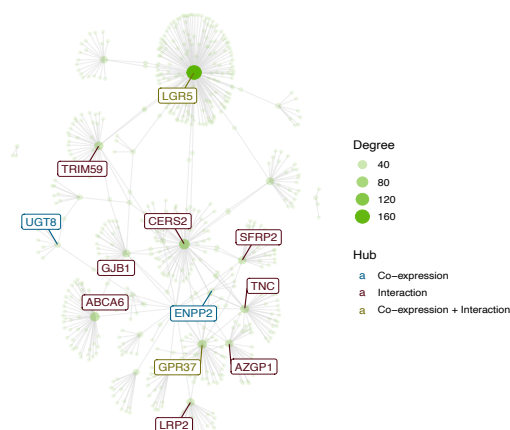 LGR5
TRIM59
UGT8
CERS2
SFRP2
GJB1
TNC
ABCA6
ENPP2
GPR37
AZGP1
LRP2
Degree
40
80
120
160
Hub
a Co−expression
a Interaction
a Co−expression + Interaction